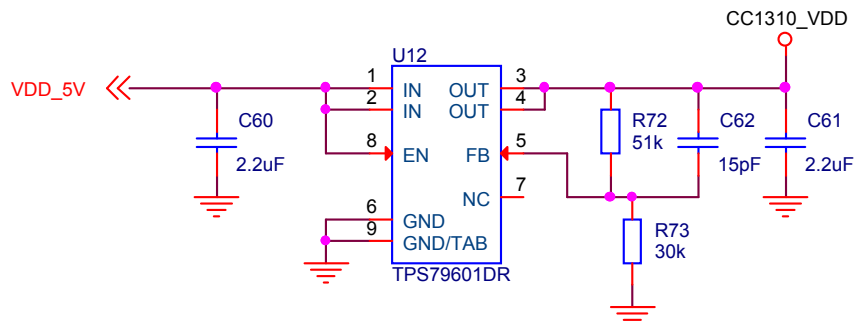 CC1310_VDD
U12
VDD_5V
1 IN OUT 3
2 IN OUT 4
C60
2.2uF
R72
51k
C62
15pF
C61
2.2uF
8 EN FB 5
NC 7
6 GND
9 GND/TAB
R73
30k
TPS79601DR